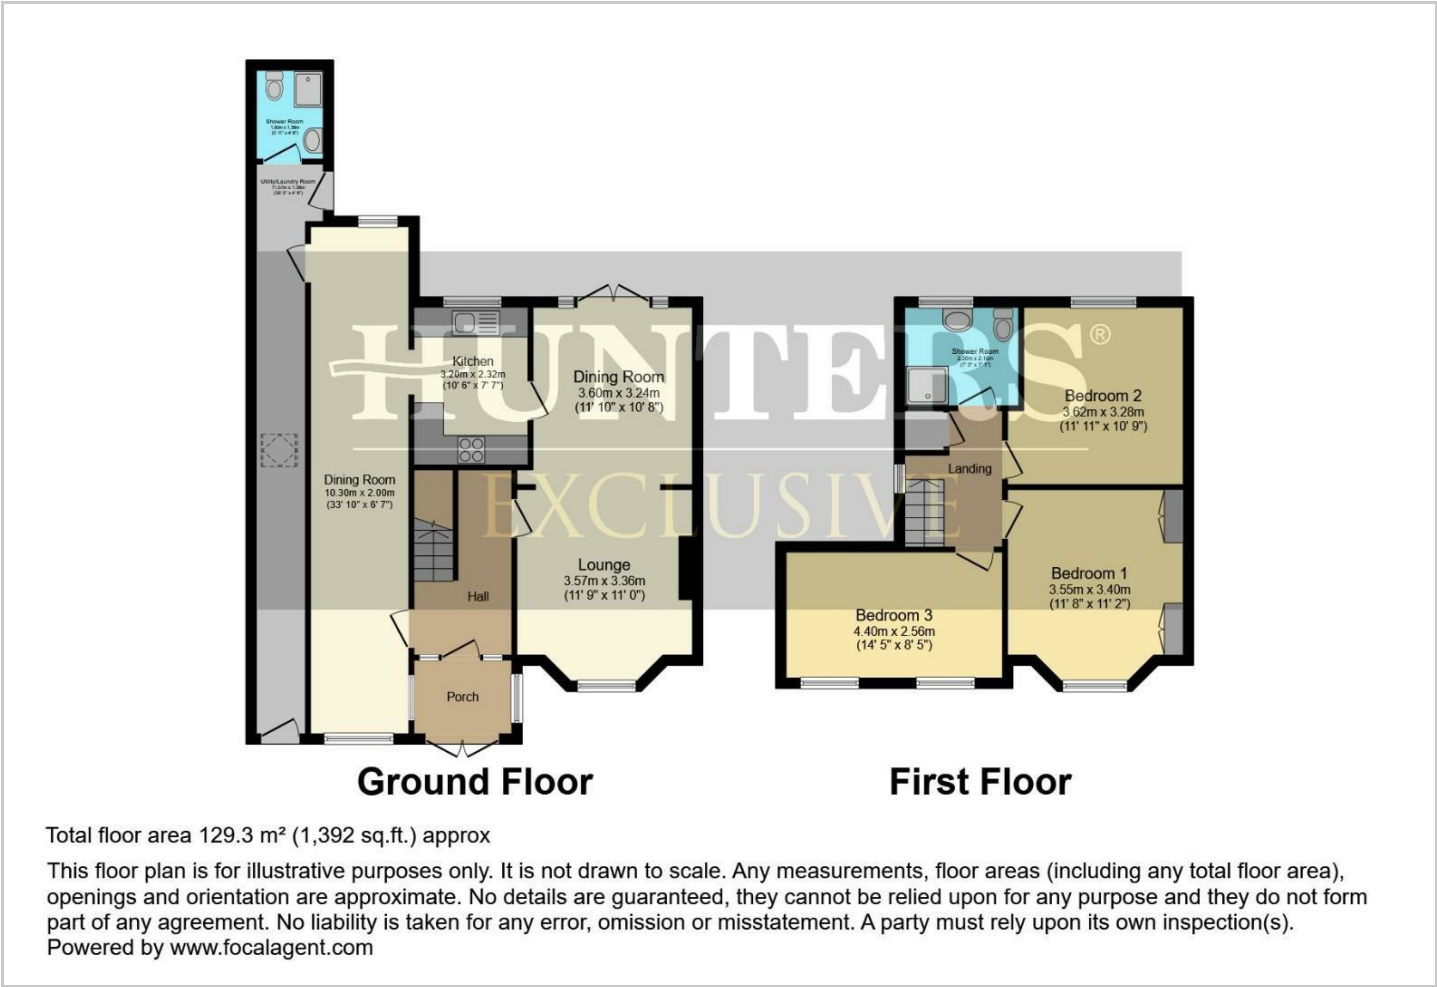 Shower Room
Utility/Laundry Room
HUNTERS®
EXCLUSIVE
Kitchen
3.20m x 2.32m
(10' 6" x 7' 7")
Dining Room
3.60m x 3.24m
(11' 10" x 10' 8")
Dining Room
10.30m x 2.00m
(33' 10" x 6' 7")
Lounge
3.57m x 3.36m
(11' 9" x 11' 0")
Hall
Porch
Ground Floor
Shower Room
Bedroom 2
3.62m x 3.28m
(11' 11" x 10' 9")
Landing
Bedroom 1
3.55m x 3.40m
(11' 8" x 11' 2")
Bedroom 3
4.40m x 2.56m
(14' 5" x 8' 5")
First Floor
Total floor area 129.3 m² (1,392 sq.ft.) approx
This floor plan is for illustrative purposes only. It is not drawn to scale. Any measurements, floor areas (including any total floor area),
openings and orientation are approximate. No details are guaranteed, they cannot be relied upon for any purpose and they do not form
part of any agreement. No liability is taken for any error, omission or misstatement. A party must rely upon its own inspection(s).
Powered by www.focalagent.com